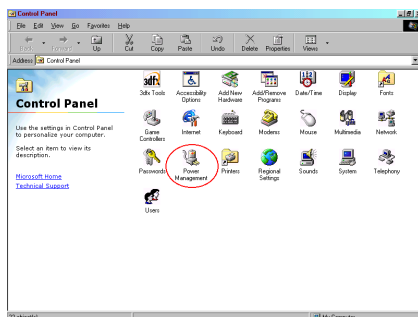 Control Panel
File Edit View Go Favorites Help
Back Forward Up Cut Copy Paste Undo Delete Properties Views
Address Control Panel
Control Panel
Use the settings in Control Panel
to personalize your computer.
Select an item to view its
description.
Microsoft Home
Technical Support
3dfx Tools
Accessibility
Options
Add New
Hardware
Add/Remove
Programs
Date/Time
Display
Fonts
Game
Controllers
Internet
Keyboard
Modems
Mouse
Multimedia
Network
Passwords
Power
Management
Printers
Regional
Settings
Sounds
System
Telephony
Users
22 object(s)
My Computer